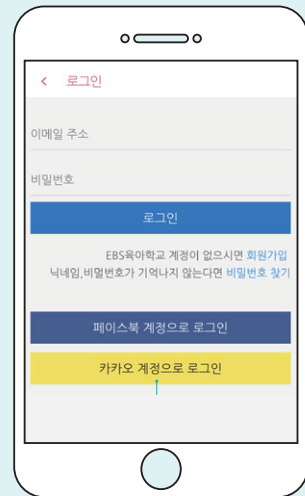 < 로그인
이메일 주소
비밀번호
로그인
EBS육아학교 계정이 없으시면 회원가입
닉네임,비멀번호가 기억나지 않는다면 비밀번호 찾기
페이스북 계정으로 로그인
카카오 계정으로 로그인